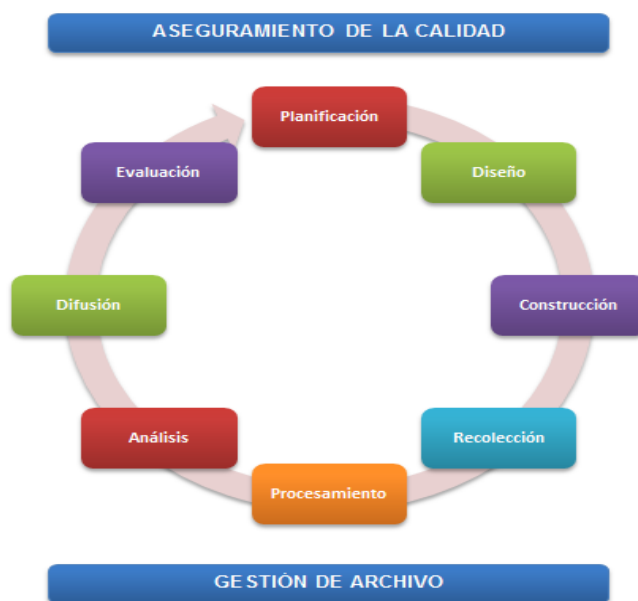 ASEGURAMIENTO DE LA CALIDAD
Planificación
Diseño
Construcción
Recolección
Procesamiento
Análisis
Difusión
Evaluación
GESTIÓN DE ARCHIVO